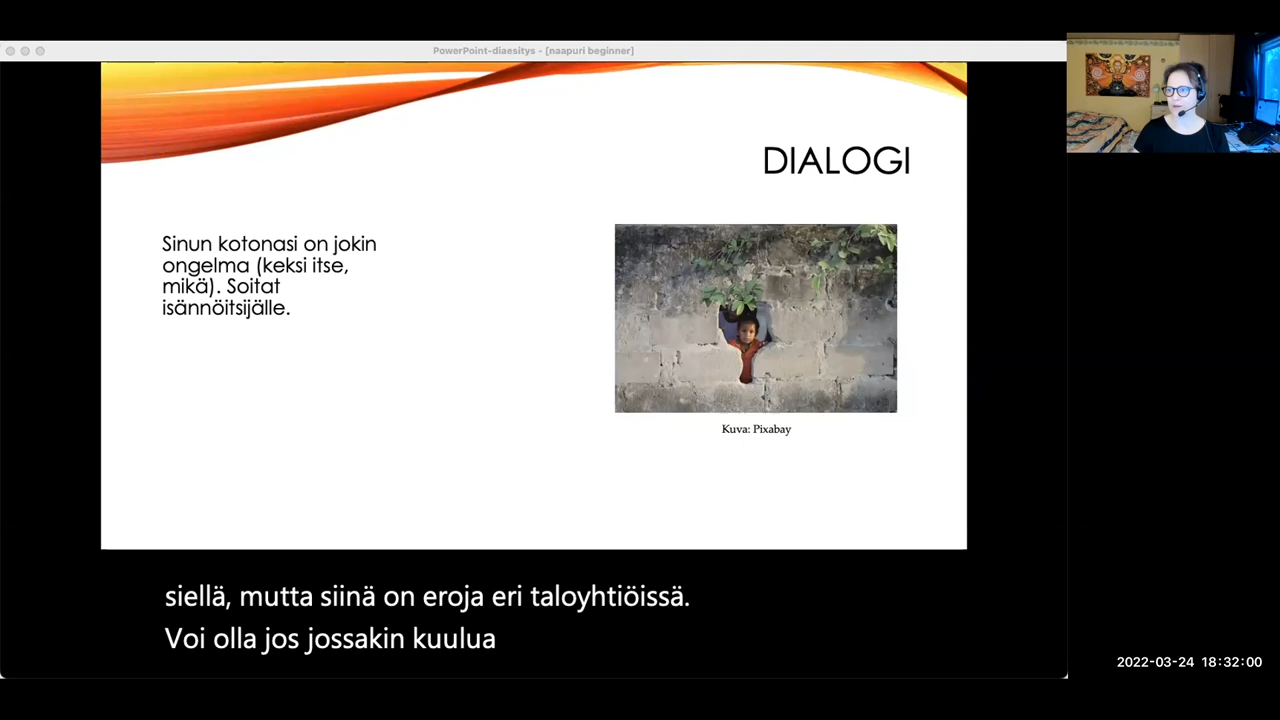 PowerPoint-diaesitys - [naapuri beginner]
DIALOGI
Sinun kotonasi on jokin
ongelma (keksi itse,
mikä). Soitat
isännöitsijälle.
Kuva: Pixabay
siellä, mutta siinä on eroja eri taloyhtiöissä.
Voi olla jos jossakin kuulua
2022-03-24 18:32:00